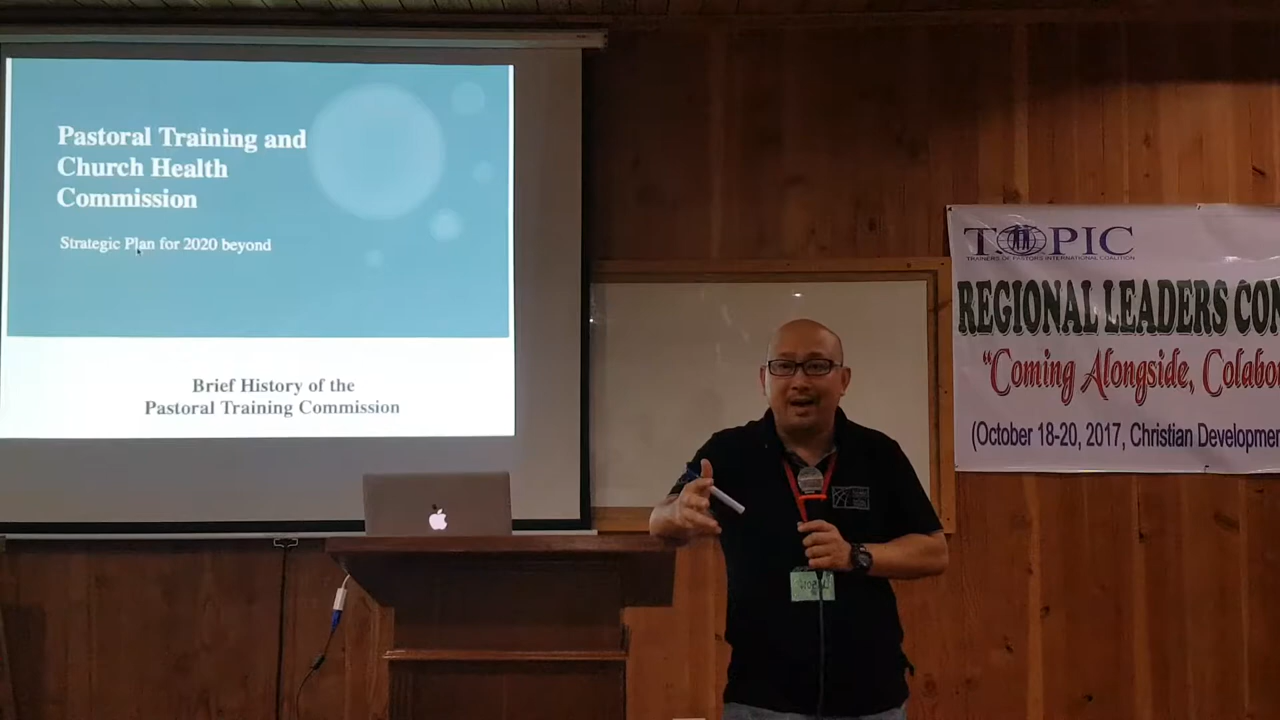 Pastoral Training and
Church Health
Commission
Strategic Plan for 2020 beyond
Brief History of the
Pastoral Training Commission
TOPIC
TRAINERS OF PASTORS INTERNATIONAL COALITION
REGIONAL LEADERS CON
"Coming Alongside, Colabo
(October 18-20, 2017, Christian Developmen